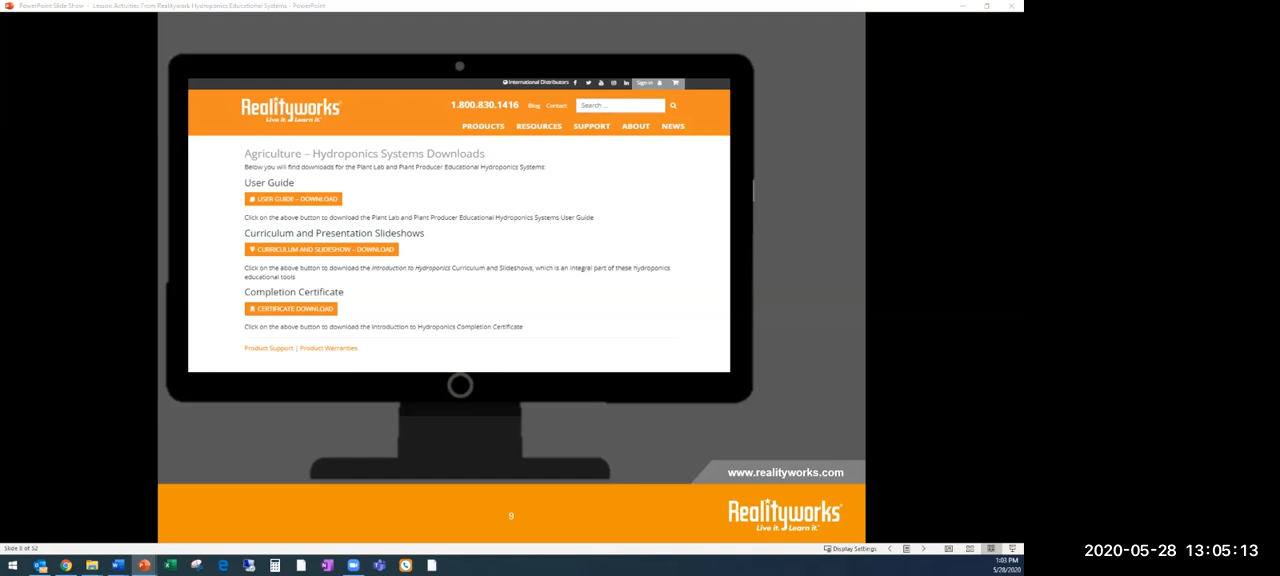 PowerPoint Slide Show - Lesson Activities From Realitywork Hydroponics Educational Systems - PowerPoint
International Distributors
Sign in
Realityworks
Live it. Learn it.
1.800.830.1416 Blog Contact Search ...
PRODUCTS RESOURCES SUPPORT ABOUT NEWS
Agriculture – Hydroponics Systems Downloads
Below you will find downloads for the Plant Lab and Plant Producer Educational Hydroponics Systems:
User Guide
USER GUIDE – DOWNLOAD
Click on the above button to download the Plant Lab and Plant Producer Educational Hydroponics Systems User Guide
Curriculum and Presentation Slideshows
CURRICULUM AND SLIDESHOW – DOWNLOAD
Click on the above button to download the Introduction to Hydroponics Curriculum and Slideshows, which is an integral part of these hydroponics
educational tools
Completion Certificate
CERTIFICATE DOWNLOAD
Click on the above button to download the Introduction to Hydroponics Completion Certificate
Product Support | Product Warranties
www.realityworks.com
9
Realityworks
Live it. Learn it.
Slide 8 of 52
Display Settings
1:03 PM
5/28/2020
2020-05-28 13:05:13